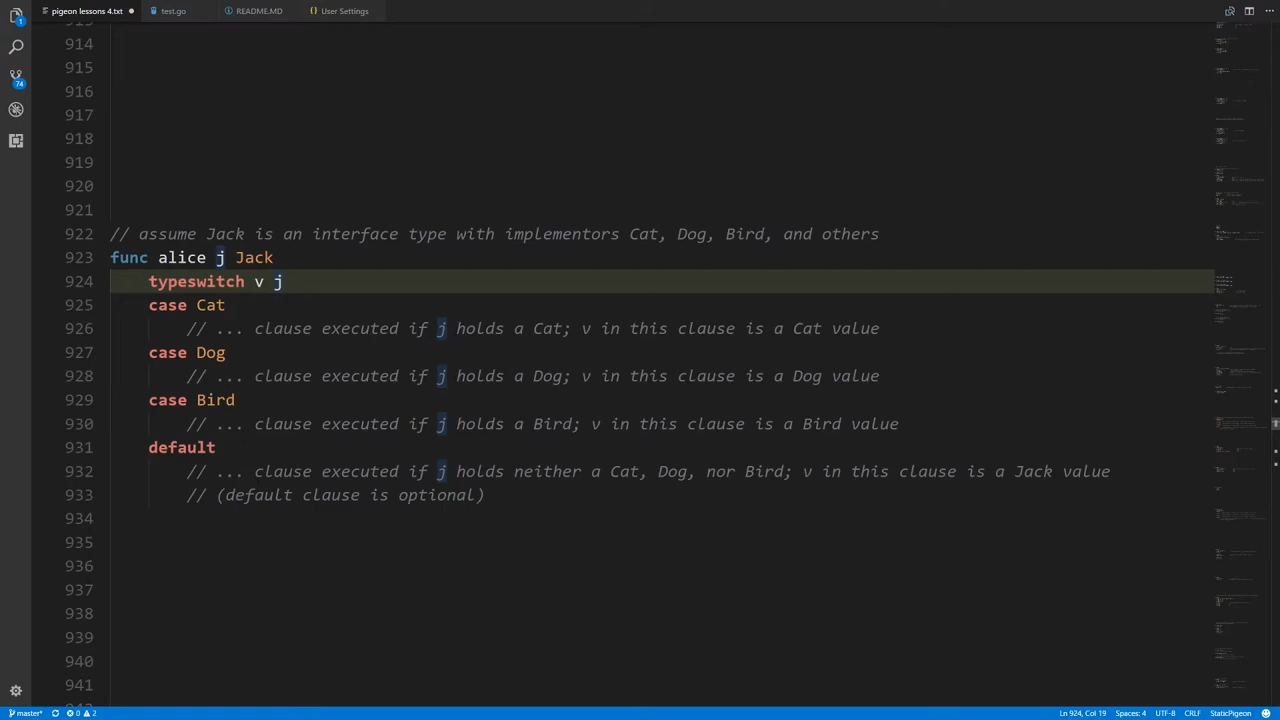 pigeon lessons 4.txt test.go README.MD {} User Settings
1
74
913
914
915
916
917
918
919
920
921
922 // assume Jack is an interface type with implementors Cat, Dog, Bird, and others
923 func alice j Jack
924 typeswitch v j
925 case Cat
926 // ... clause executed if j holds Cat; v in this clause is a Cat value
927 case Dog
928 // ... clause executed if j holds a Dog; v in this clause is a Dog value
929 case Bird
930 // ... clause executed if j holds a Bird; v in this clause is a Bird value
931 default
932 // ... clause executed if j holds neither a Cat, Dog, nor Bird; v in this clause is a Jack value
933 // (default clause is optional)
934
935
936
937
938
939
940
941
master* 0 2 Ln 924, Col 19 Spaces: 4 UTF-8 CRLF StaticPigeon